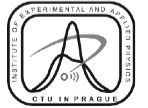 INSTITUTE OF EXPERIMENTAL AND APPLIED PHYSICS
CTU IN PRAGUE